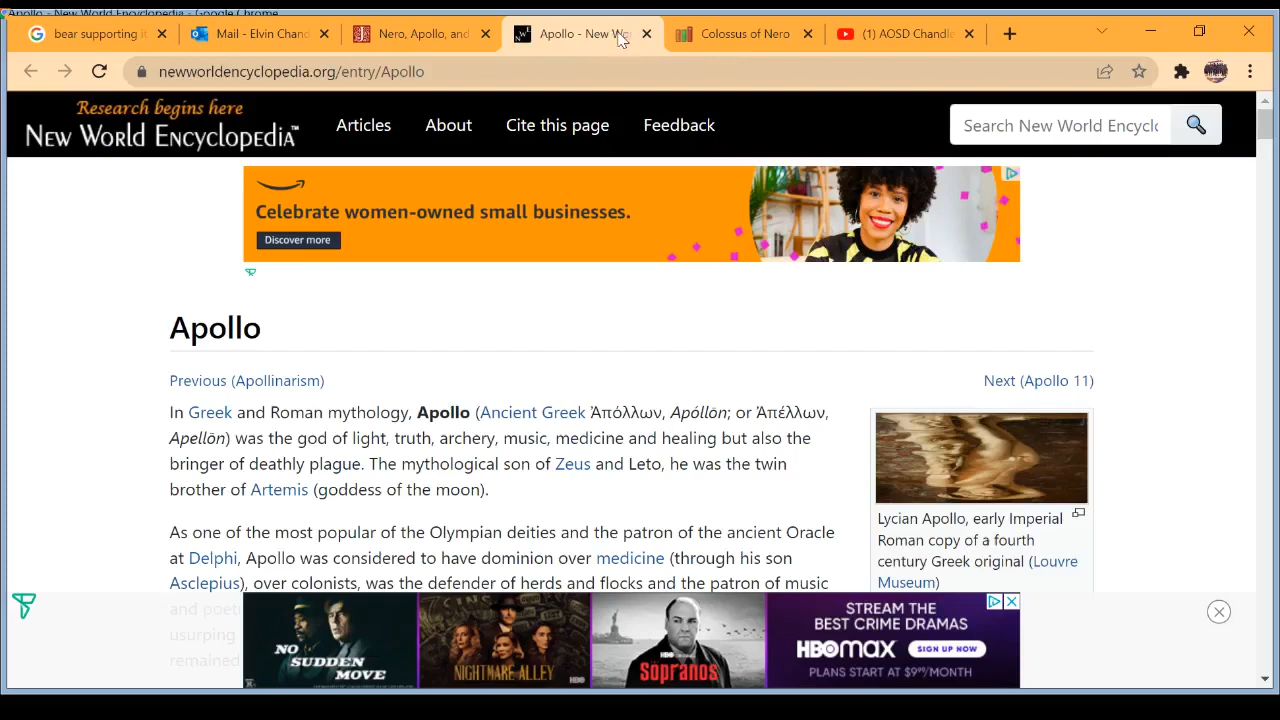 Apollo - New World Encyclopedia - Google Chrome
bear supporting it
Mail - Elvin Chand
Nero, Apollo, and
Apollo - New Wo
Colossus of Nero
(1) AOSD Chandle
newworldencyclopedia.org/entry/Apollo
Research begins here
New World Encyclopedia™
Articles
About
Cite this page
Feedback
Search New World Encyclo
Celebrate women-owned small businesses.
Discover more
Apollo
Previous (Apollinarism)
Next (Apollo 11)
In Greek and Roman mythology, Apollo (Ancient Greek Ἀπόλλων, Apóllōn; or Ἀπέλλων,
Apellōn) was the god of light, truth, archery, music, medicine and healing but also the
bringer of deathly plague. The mythological son of Zeus and Leto, he was the twin
brother of Artemis (goddess of the moon).
Lycian Apollo, early Imperial
Roman copy of a fourth
century Greek original (Louvre
Museum)
As one of the most popular of the Olympian deities and the patron of the ancient Oracle
at Delphi, Apollo was considered to have dominion over medicine (through his son
Asclepius), over colonists, was the defender of herds and flocks and the patron of music
and poet
usurping
remained
NO SUDDEN MOVE
NIGHTMARE ALLEY
HBO
The Sopranos
STREAM THE
BEST CRIME DRAMAS
HBOMAX
SIGN UP NOW
PLANS START AT $9.99/MONTH